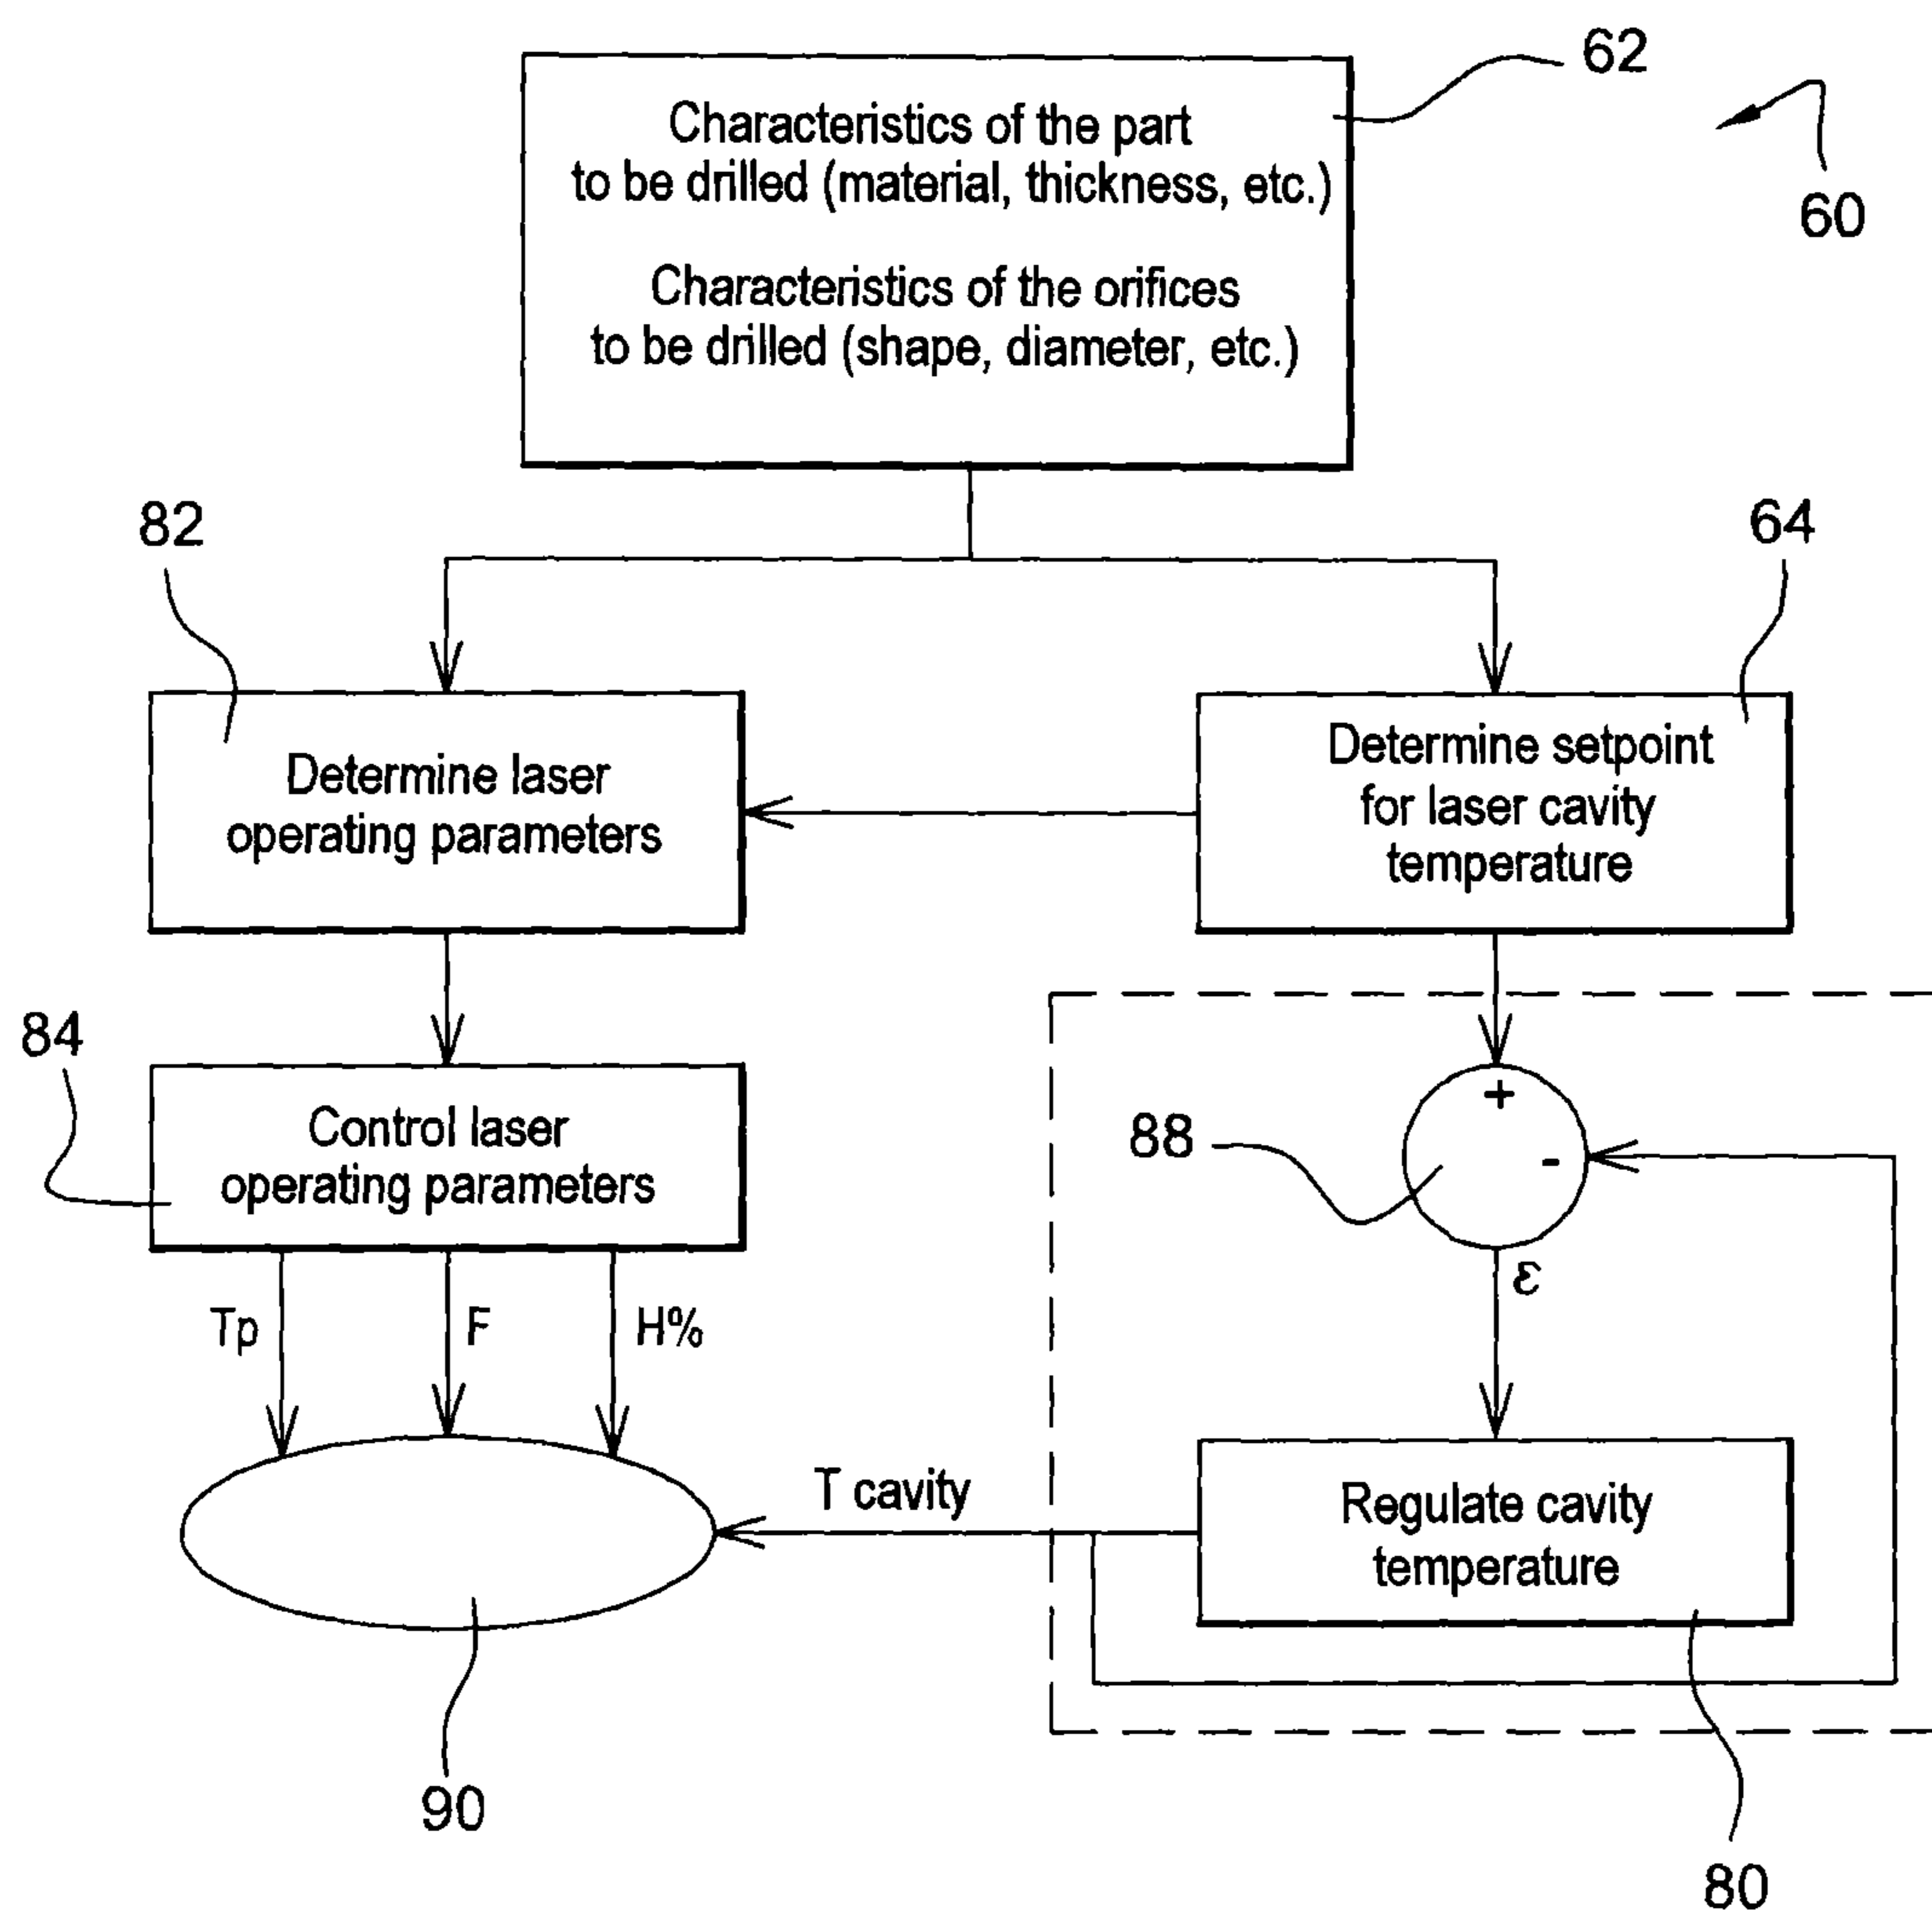 62
60
Characteristics of the part
to be drilled (material, thickness, etc.)
Characteristics of the orifices
to be drilled (shape, diameter, etc.)
82
64
Determine laser
operating parameters
Determine setpoint
for laser cavity
temperature
84
Control laser
operating parameters
88
+
-
ε
Tp
F
H%
T cavity
Regulate cavity
temperature
90
80